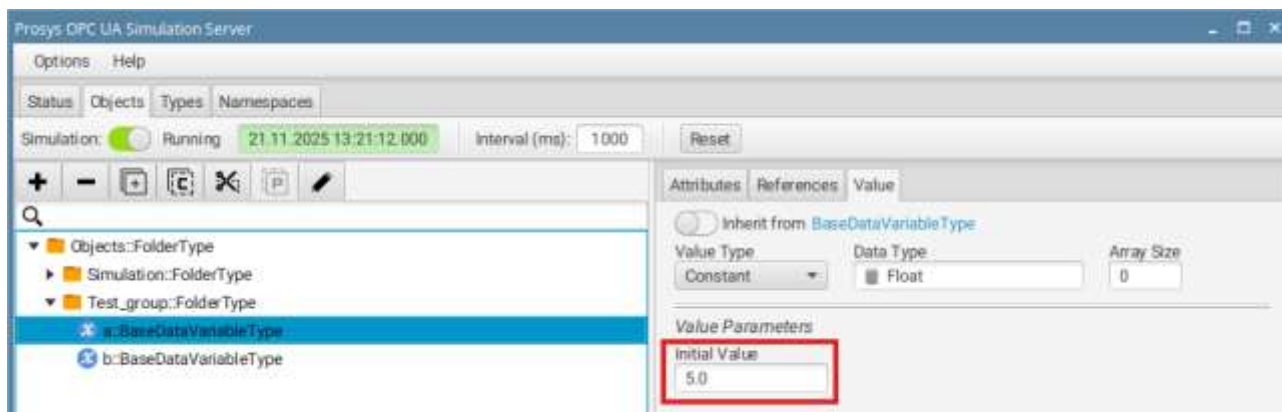 Prosys OPC UA Simulation Server
Options Help
Status Objects Types Namespaces
Simulation: Running 21.11.2025 13:21:12.000 Interval (ms): 1000 Reset
C P
Attributes References Value
Inherit from BaseDataVariableType
Value Type Data Type Array Size
Constant Float 0
Value Parameters
Initial Value
5.0
Objects::FolderType
Simulation::FolderType
Test_group::FolderType
a::BaseDataVariableType
b::BaseDataVariableType